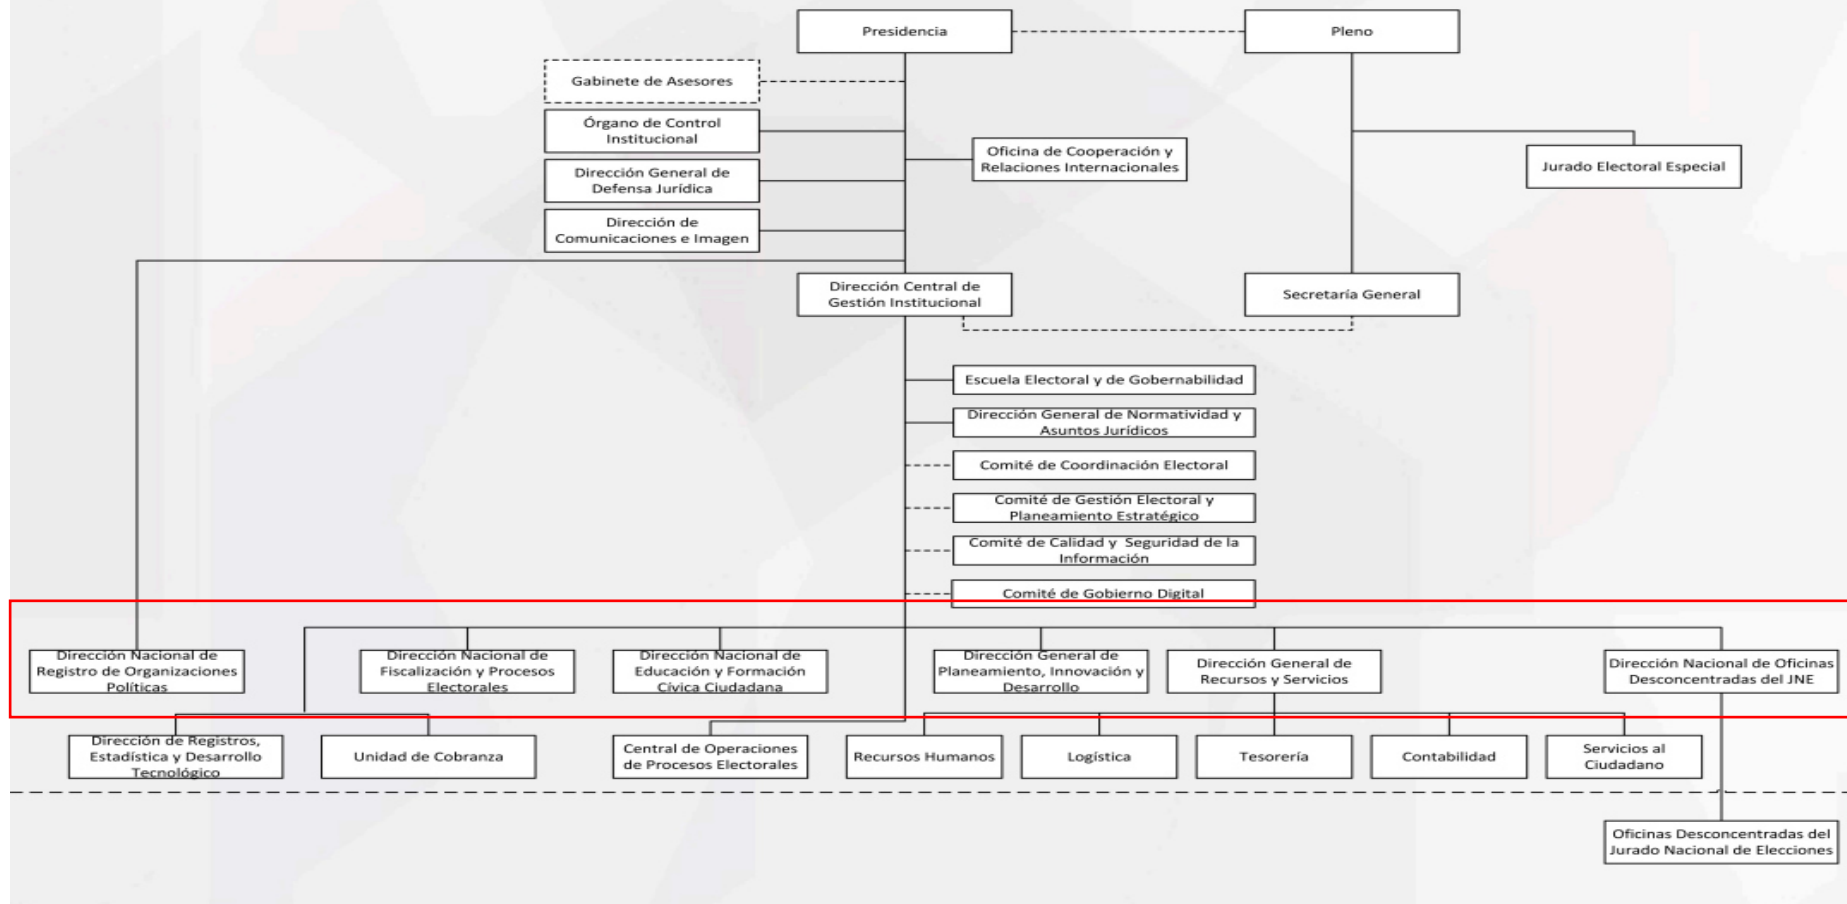 Presidencia
Pleno
Gabinete de Asesores
Órgano de Control
Institucional
Oficina de Cooperación y
Relaciones Internacionales
Jurado Electoral Especial
Dirección General de
Defensa Jurídica
Dirección de
Comunicaciones e Imagen
Dirección Central de
Gestión Institucional
Secretaría General
Escuela Electoral y de Gobernabilidad
Dirección General de Normatividad y
Asuntos Jurídicos
Comité de Coordinación Electoral
Comité de Gestión Electoral y
Planeamiento Estratégico
Comité de Calidad y Seguridad de la
Información
Comité de Gobierno Digital
Dirección Nacional de
Registro de Organizaciones
Políticas
Dirección Nacional de
Fiscalización y Procesos
Electorales
Dirección Nacional de
Educación y Formación
Cívica Ciudadana
Dirección General de
Planeamiento, Innovación y
Desarrollo
Dirección General de
Recursos y Servicios
Dirección Nacional de Oficinas
Desconcentradas del JNE
Dirección de Registros,
Estadística y Desarrollo
Tecnológico
Unidad de Cobranza
Central de Operaciones
de Procesos Electorales
Recursos Humanos
Logística
Tesorería
Contabilidad
Servicios al
Ciudadano
Oficinas Desconcentradas del
Jurado Nacional de Elecciones